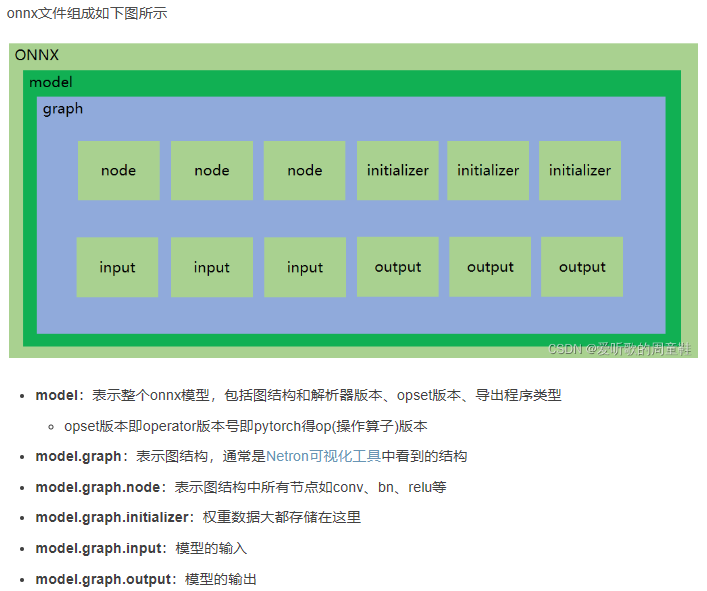 onnx文件组成如下图所示
ONNX
model
graph
node node node initializer initializer initializer
input input input output output output
CSDN @爱听歌的周童鞋
model：表示整个onnx模型，包括图结构和解析器版本、opset版本、导出程序类型
opset版本即operator版本号即pytorch得op(操作算子)版本
model.graph：表示图结构，通常是Netron可视化工具中看到的结构
model.graph.node：表示图结构中所有节点如conv、bn、relu等
model.graph.initializer：权重数据大都存储在这里
model.graph.input：模型的输入
model.graph.output：模型的输出